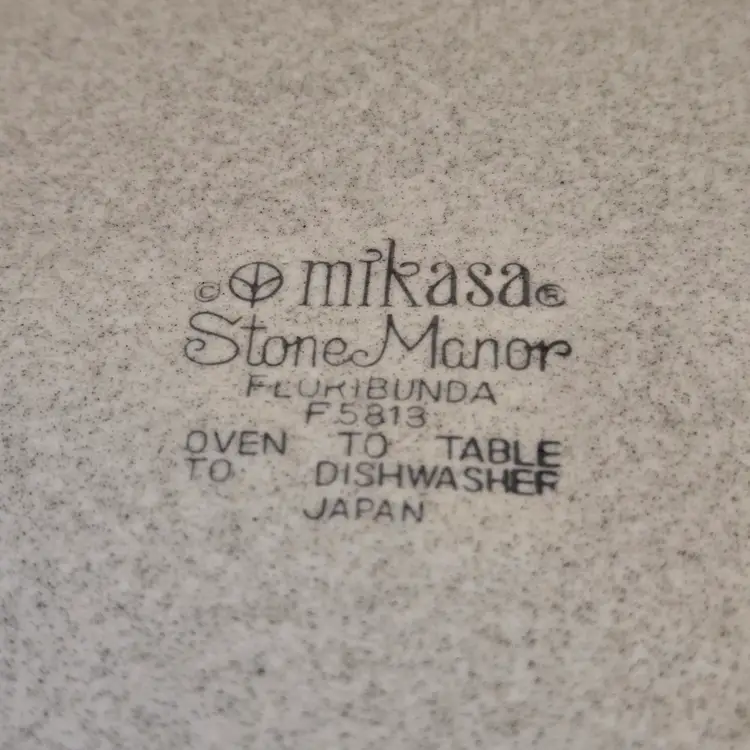 © mikasa®
Stone Manor
FLORIBUNDA
F5813
OVEN TO TABLE
TO DISHWASHER
JAPAN